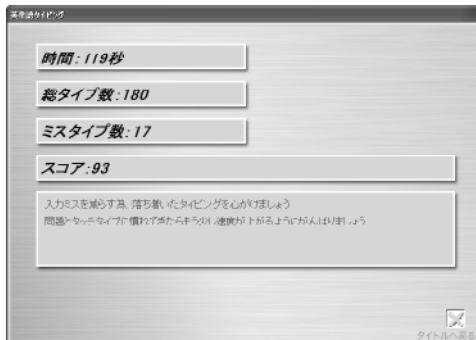 英単語タイピング
時間:119秒
総タイプ数:180
ミスタイプ数:17
スコア:93
入力ミスを減らす為、落ち着いたタイピングを心がけましょう
問題とタッチタイプに慣れてきたらもう少し速度が上がるようにがんばりましょう
タイトルへ戻る